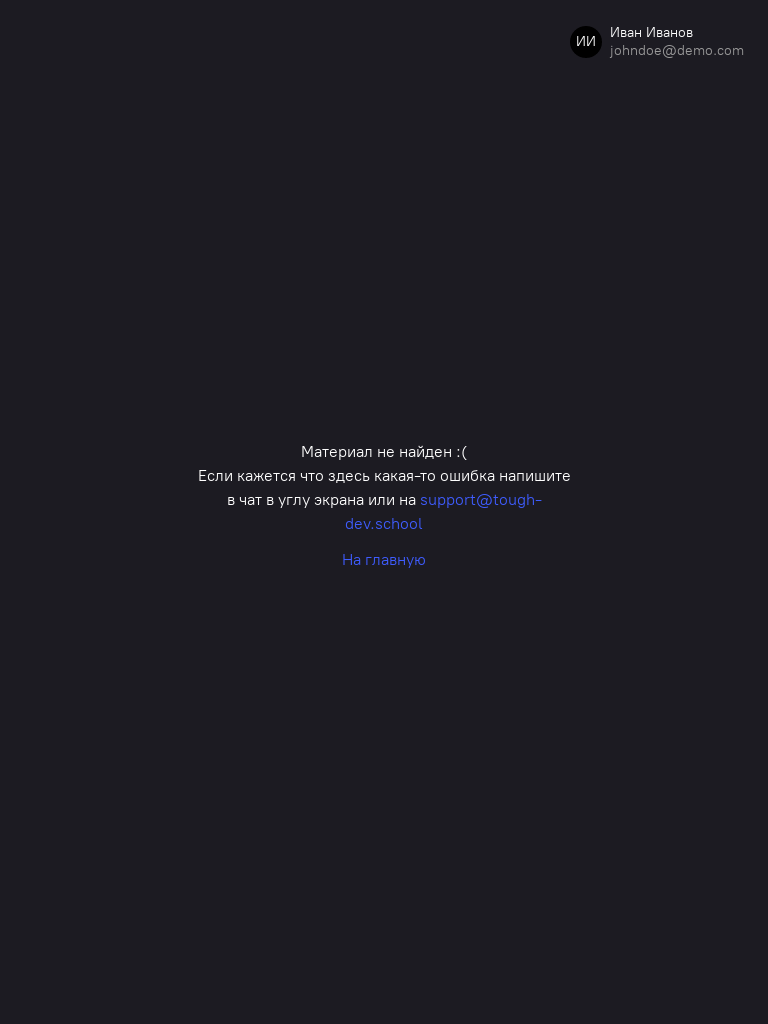 ИИ
Иван Иванов
johndoe@demo.com
Материал не найден :(
Если кажется что здесь какая-то ошибка напишите
в чат в углу экрана или на support@tough-
dev.school
На главную